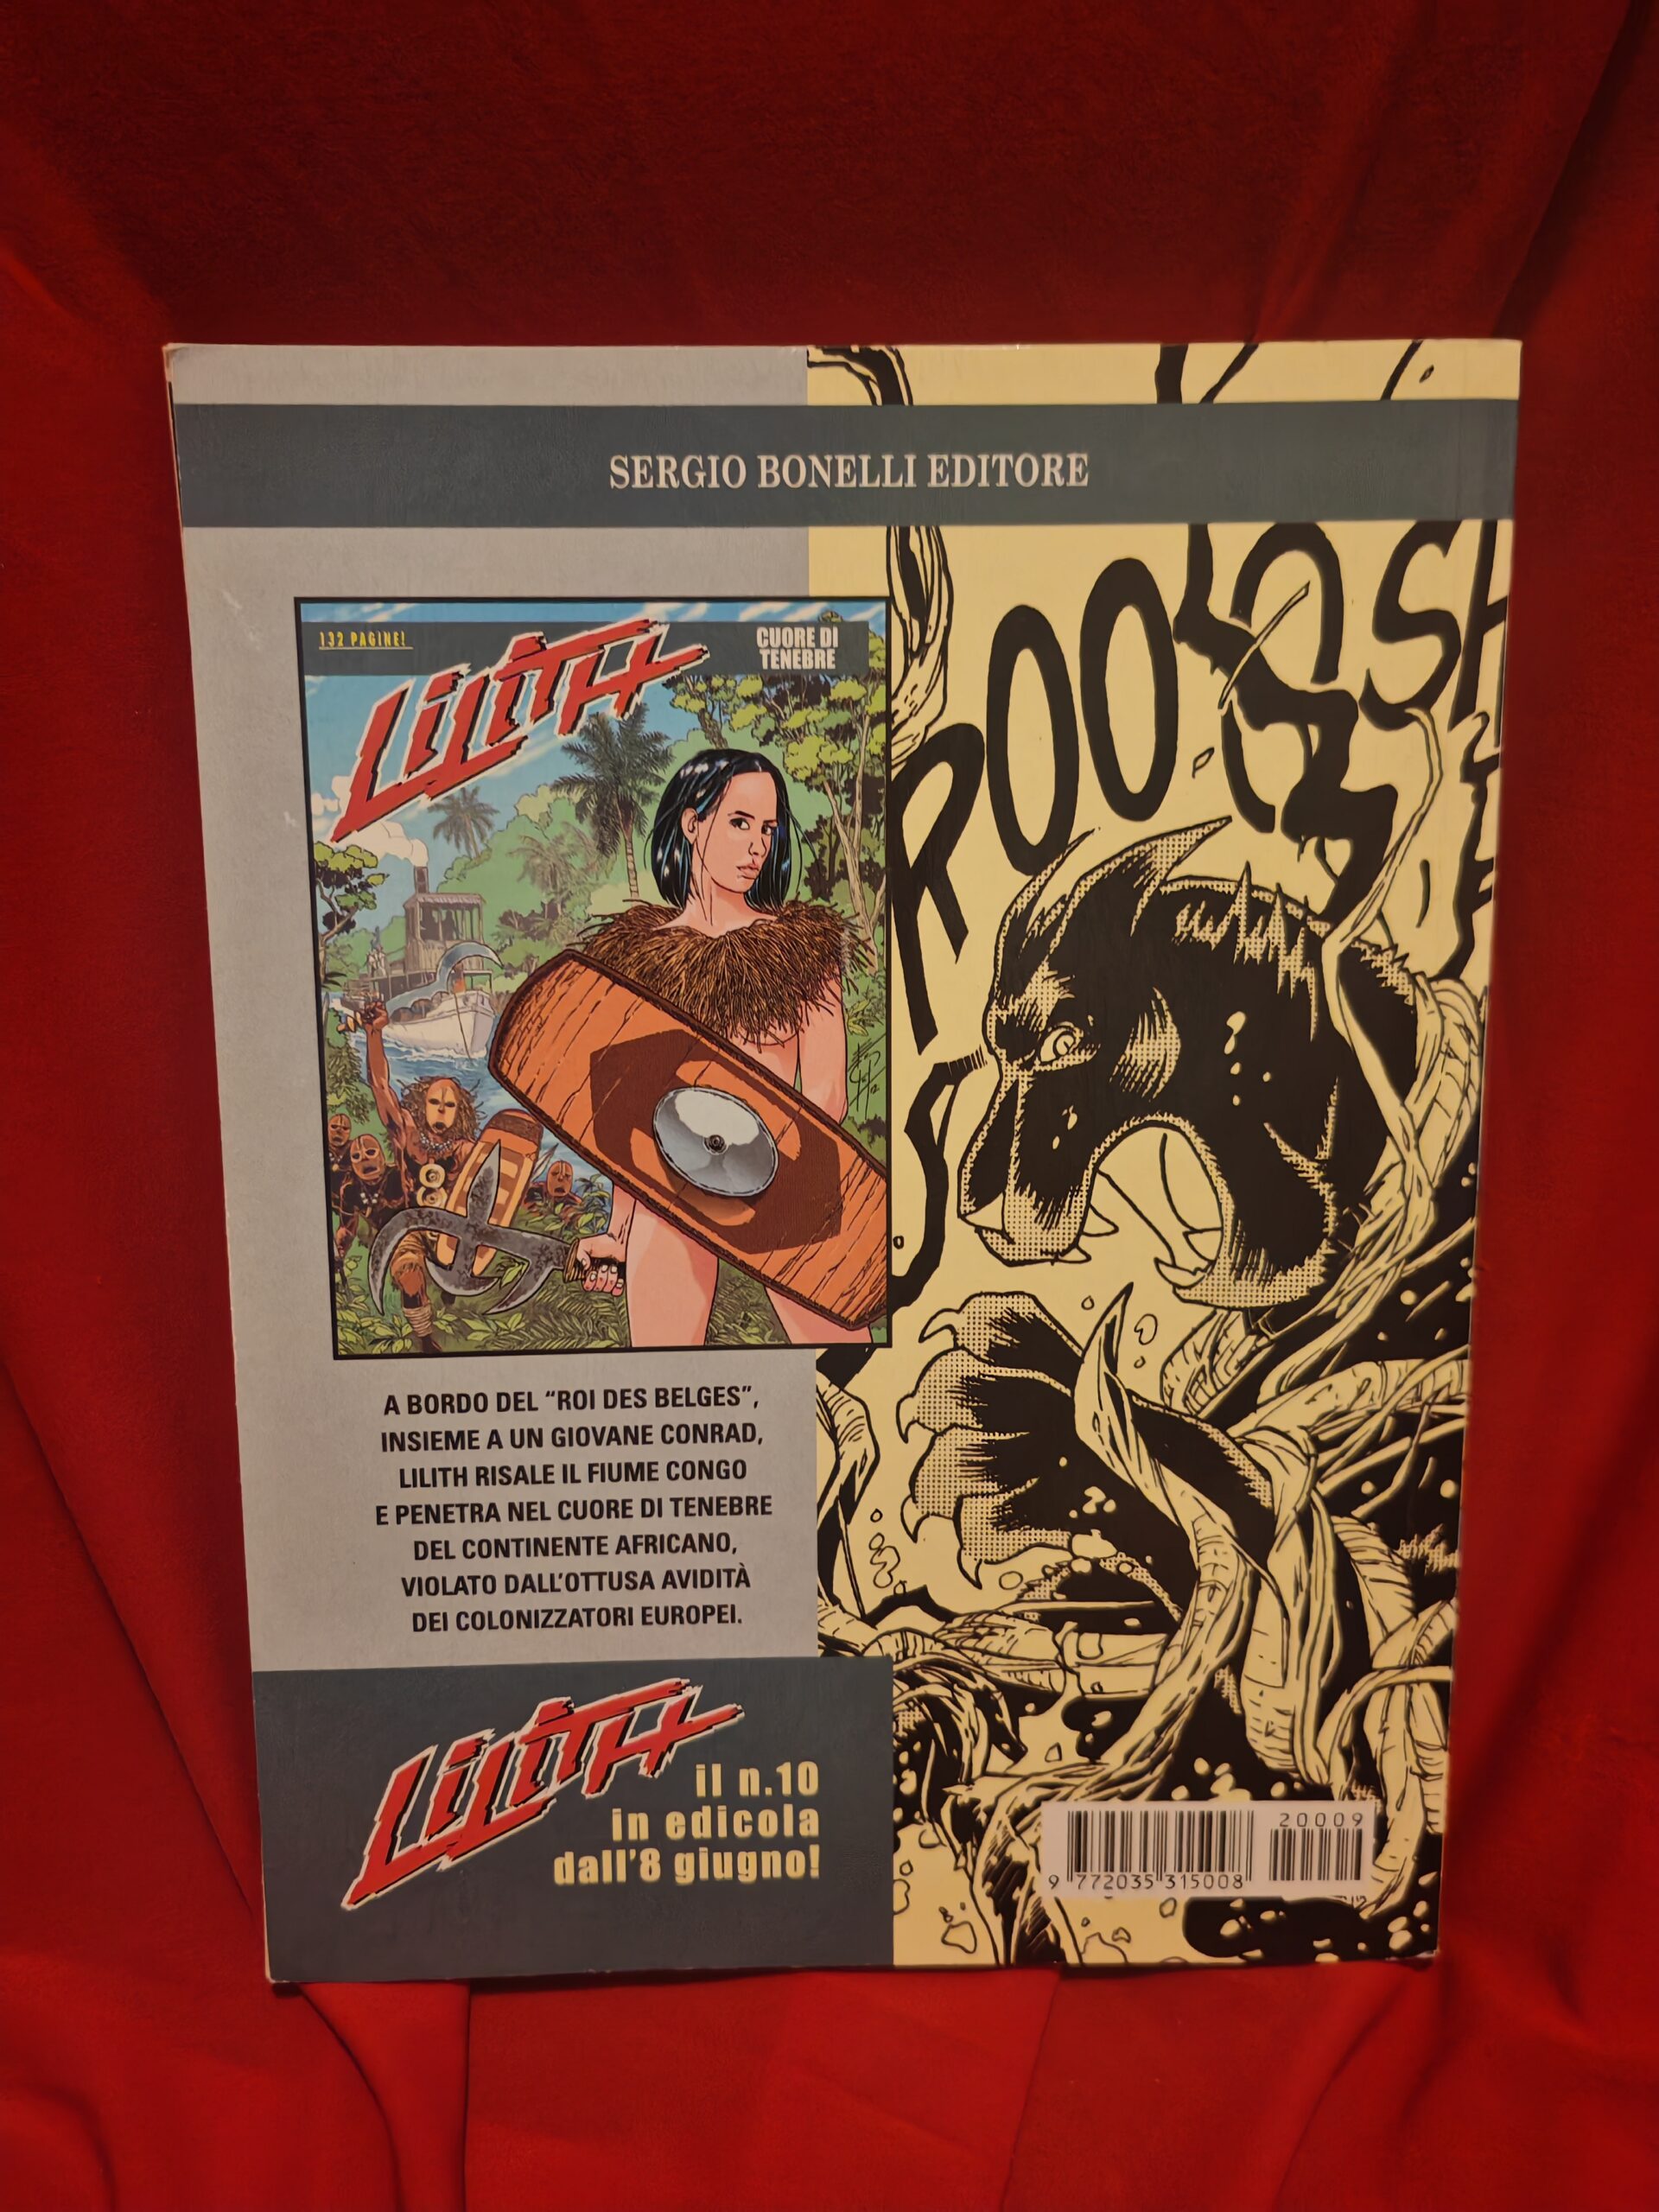 SERGIO BONELLI EDITORE
132 PAGINE!
LILITH
CUORE DI
TENEBRE
A BORDO DEL “ROI DES BELGES”,
INSIEME A UN GIOVANE CONRAD,
LILITH RISALE IL FIUME CONGO
E PENETRA NEL CUORE DI TENEBRE
DEL CONTINENTE AFRICANO,
VIOLATO DALL'OTTUSA AVIDITÀ
DEI COLONIZZATORI EUROPEI.
LILITH
il n.10
in edicola
dall'8 giugno!
20009
9 772035 315008